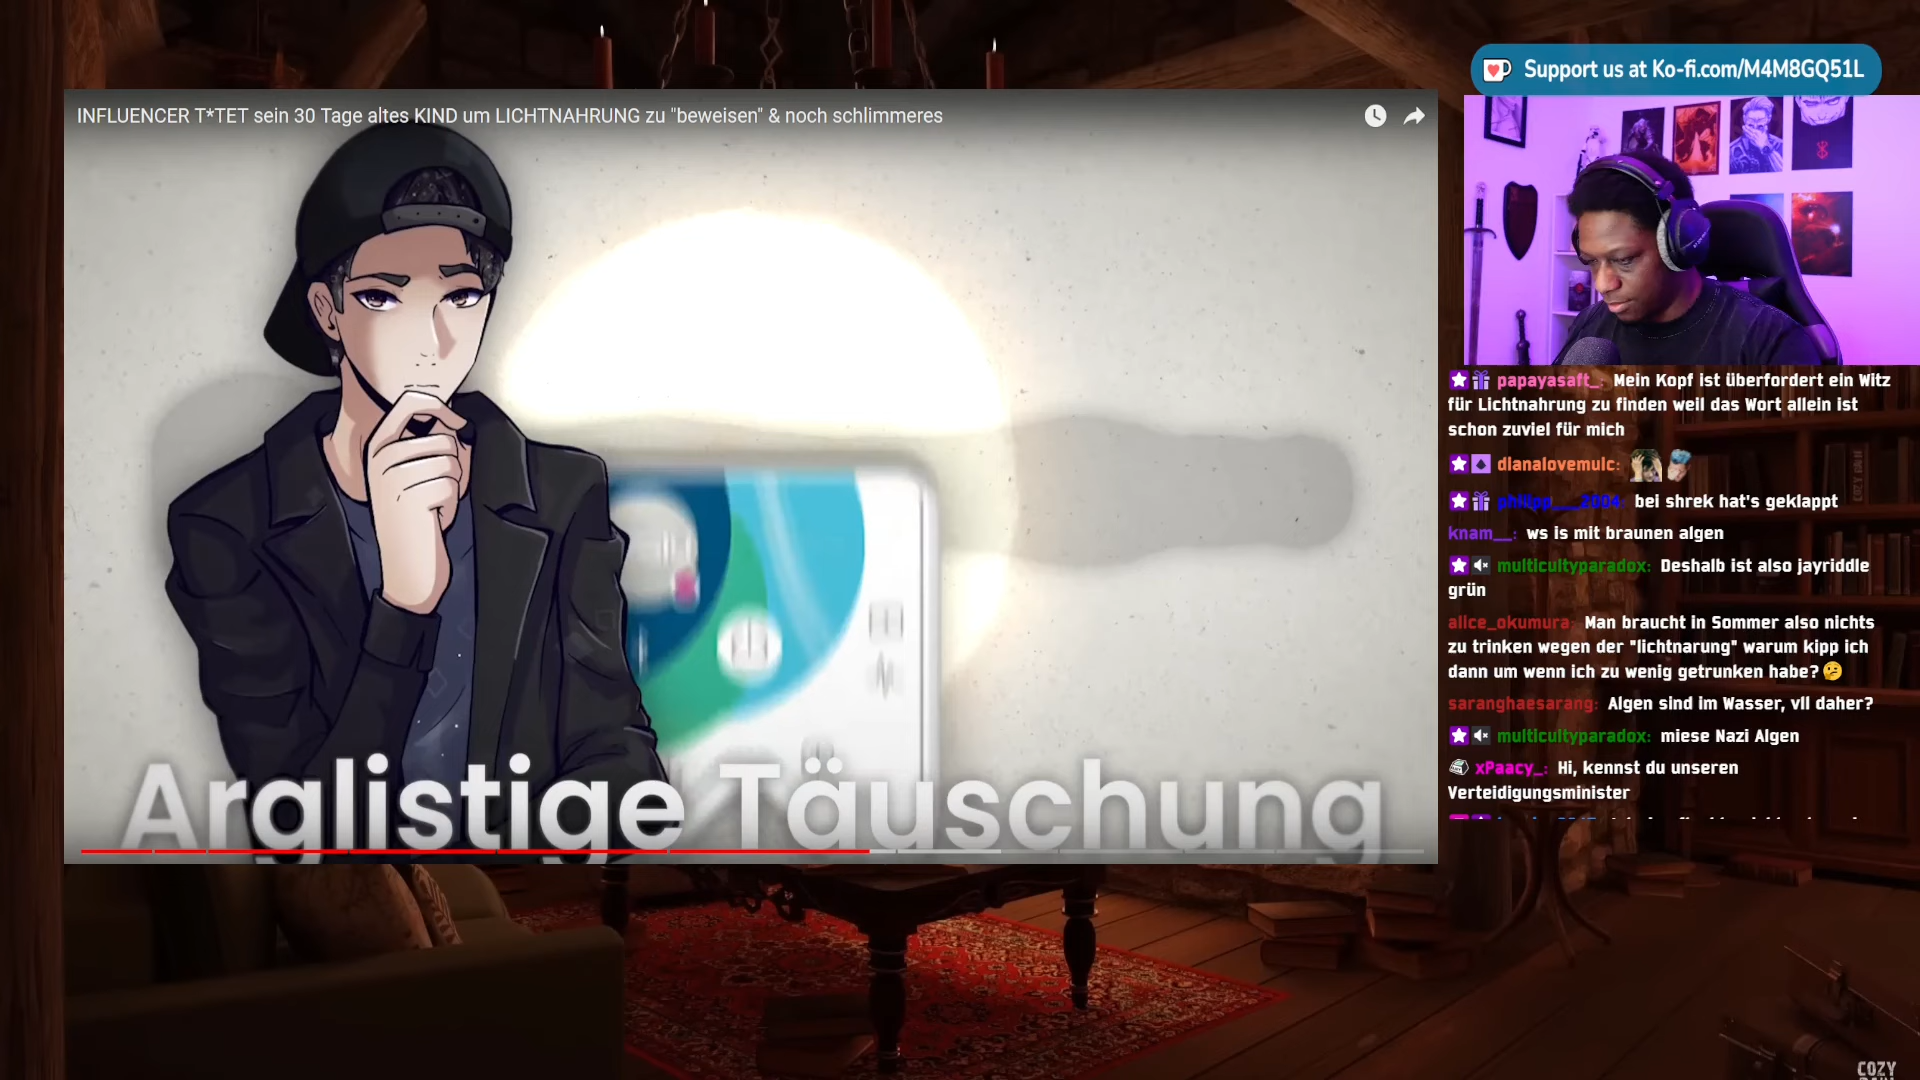 Support us at Ko-fi.com/M4M8GQ51L
INFLUENCER T*TET sein 30 Tage altes KIND um LICHTNAHRUNG zu "beweisen" & noch schlimmeres
Arglistige Täuschung
papayasaft_: Mein Kopf ist überfordert ein Witz
für Lichtnahrung zu finden weil das Wort allein ist
schon zuviel für mich
dianalovemuic:
philipp___2004: bei shrek hat's geklappt
knam__: ws is mit braunen algen
multicultyparadox: Deshalb ist also jayriddle
grün
alice_okumura: Man braucht in Sommer also nichts
zu trinken wegen der "lichtnarung" warum kipp ich
dann um wenn ich zu wenig getrunken habe?🤔
saranghaesarang: Algen sind im Wasser, vll daher?
multicultyparadox: miese Nazi Algen
xPaacy_: Hi, kennst du unseren
Verteidigungsminister
COZY